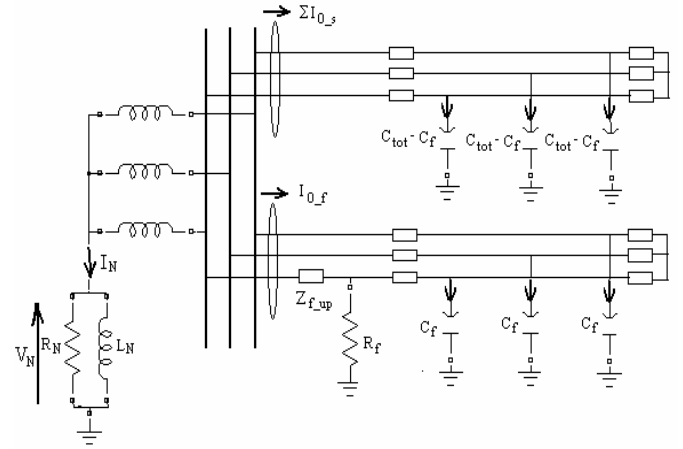 ΣI0_s
Ctot - Cf Ctot - Cf Ctot - Cf
I0_f
IN
Zf_up
VN RN LN
Rf
Cf Cf Cf